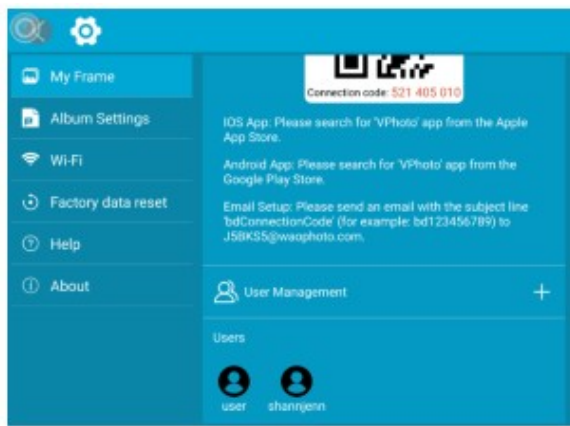 My Frame
Album Settings
Wi-Fi
Factory data reset
Help
About
Connection code: 521 405 010
IOS App: Please search for 'VPhoto' app from the Apple
App Store.
Android App: Please search for 'VPhoto' app from the
Google Play Store.
Email Setup: Please send an email with the subject line
'bdConnectionCode' (for example: bd123456789) to
J5BKS5@waophoto.com.
User Management
Users
user
shannjenn